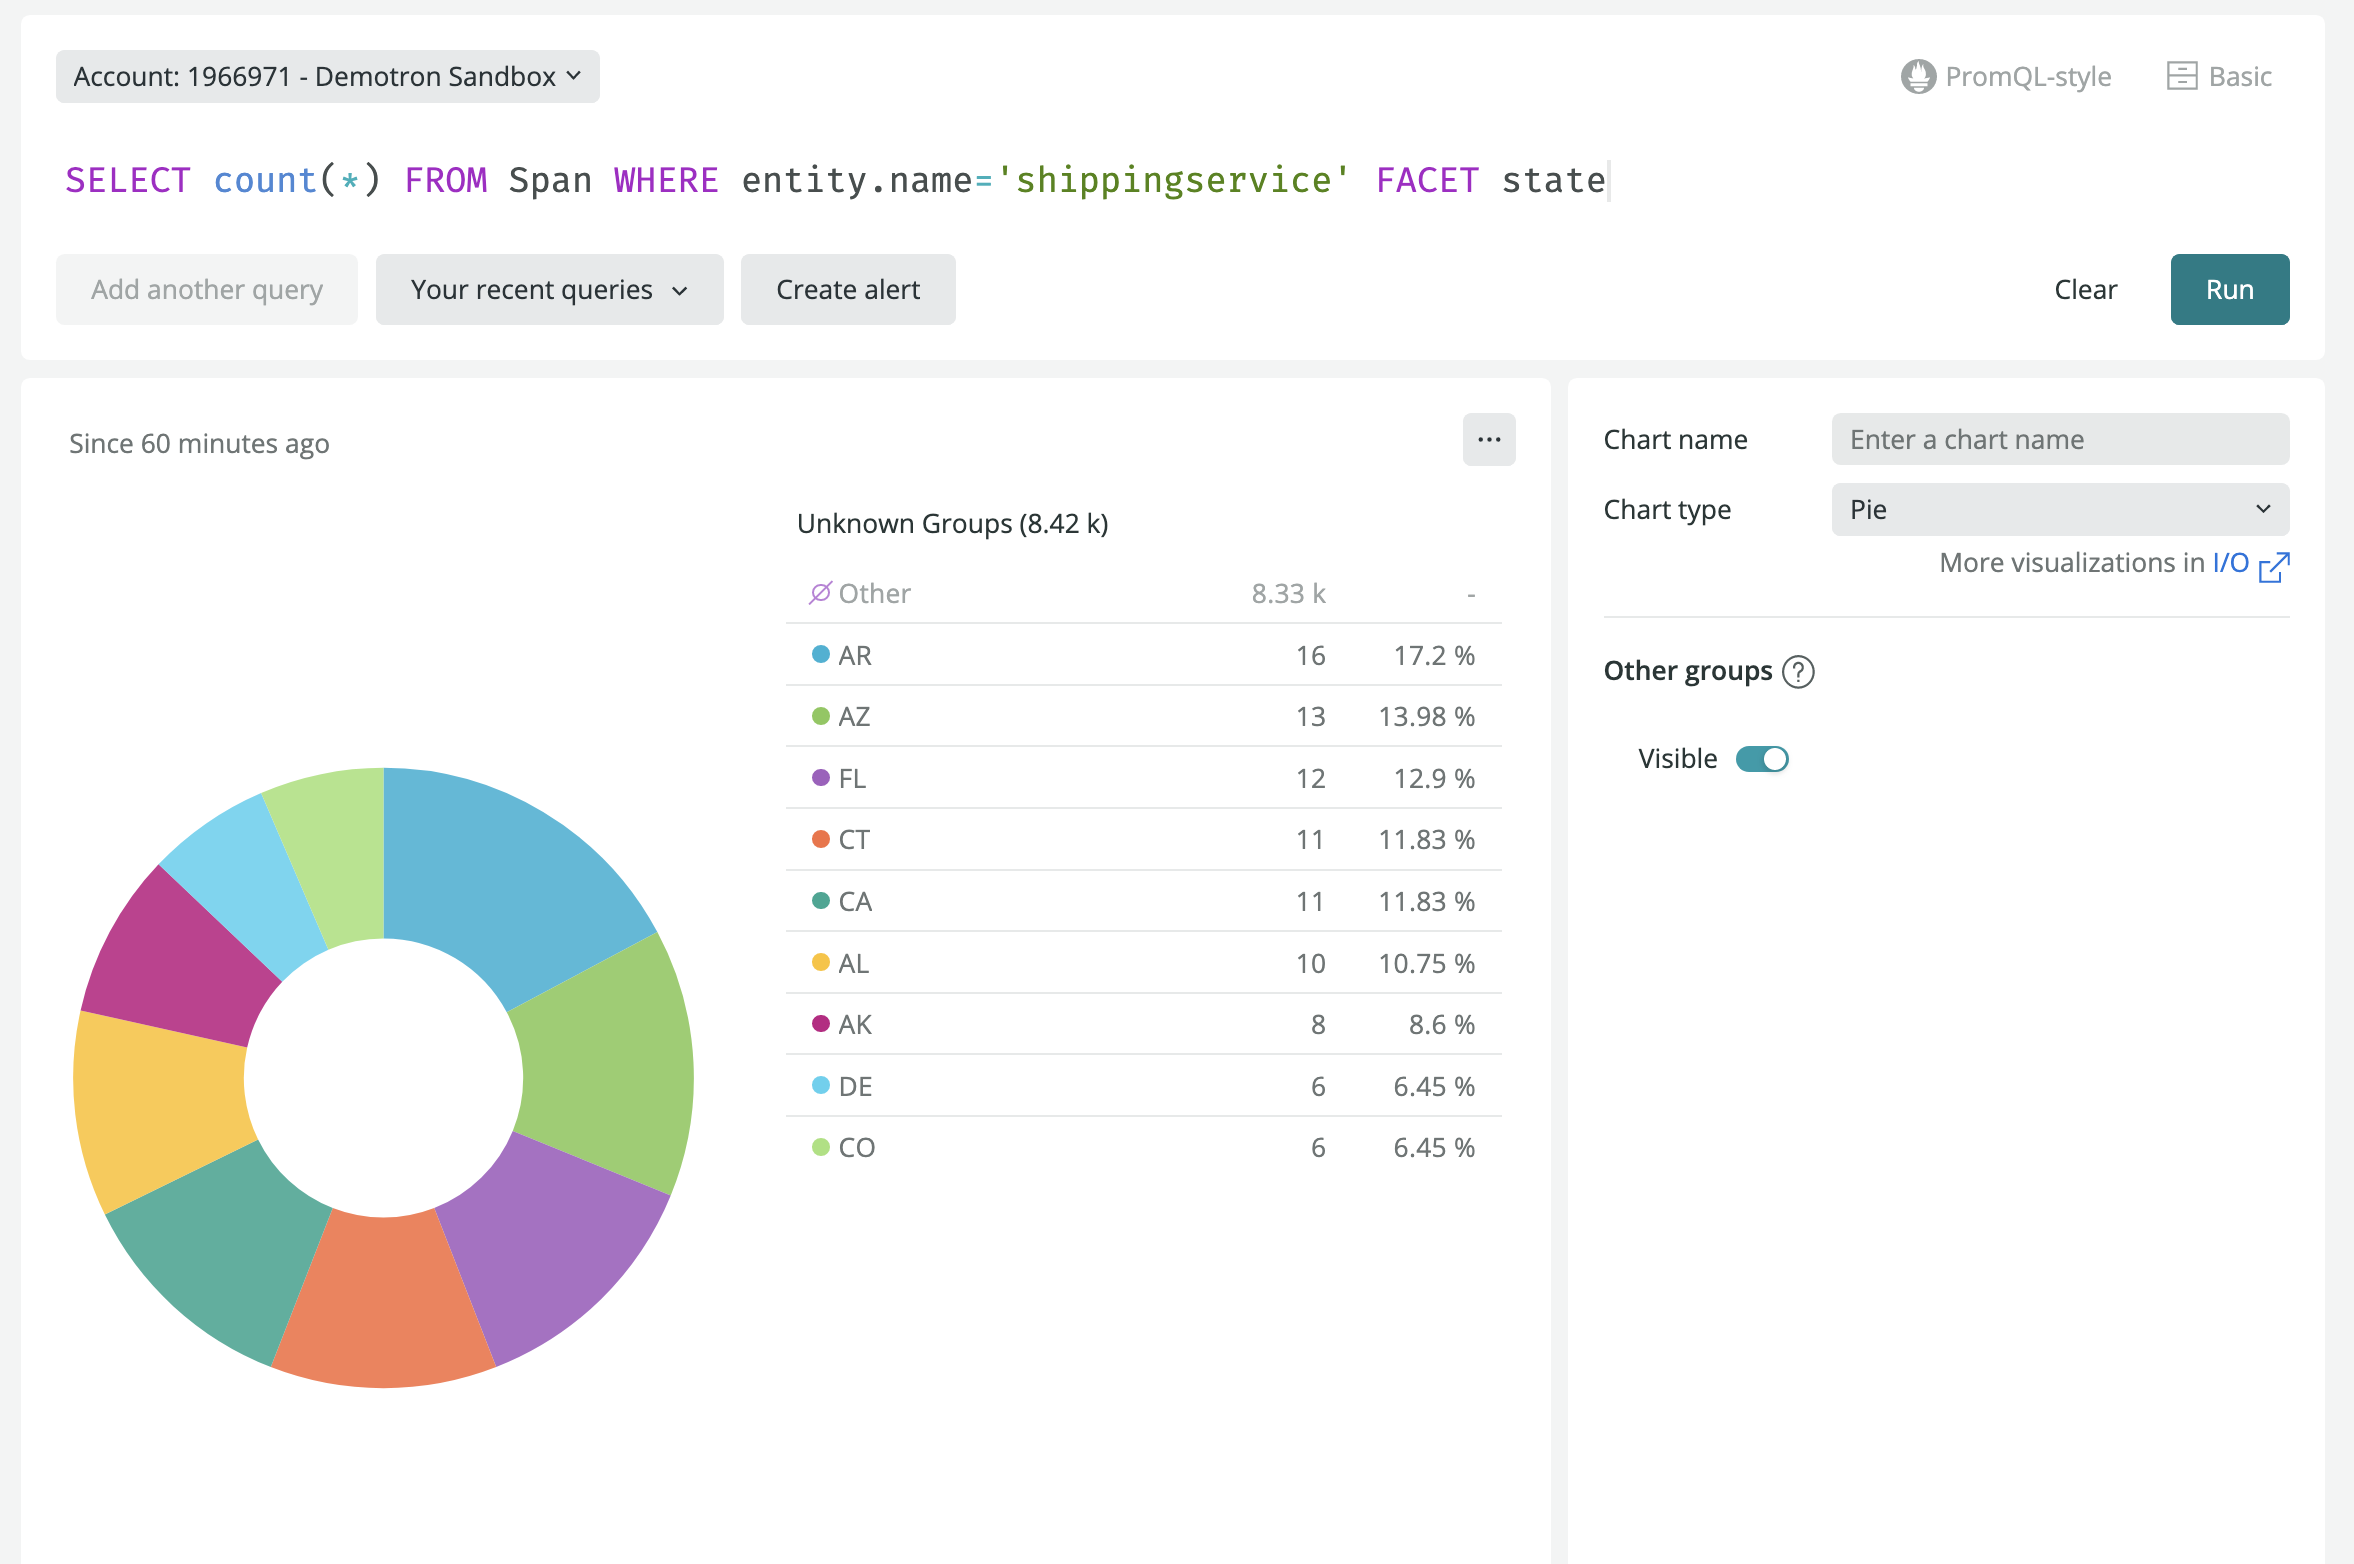 Account: 1966971 - Demotron Sandbox
PromQL-style
Basic
SELECT count(*) FROM Span WHERE entity.name='shippingservice' FACET state
Add another query
Your recent queries
Create alert
Clear
Run
Since 60 minutes ago
...
Unknown Groups (8.42 k)
Other 8.33 k -
AR 16 17.2 %
AZ 13 13.98 %
FL 12 12.9 %
CT 11 11.83 %
CA 11 11.83 %
AL 10 10.75 %
AK 8 8.6 %
DE 6 6.45 %
CO 6 6.45 %
Chart name Enter a chart name
Chart type Pie
More visualizations in I/O
Other groups ?
Visible